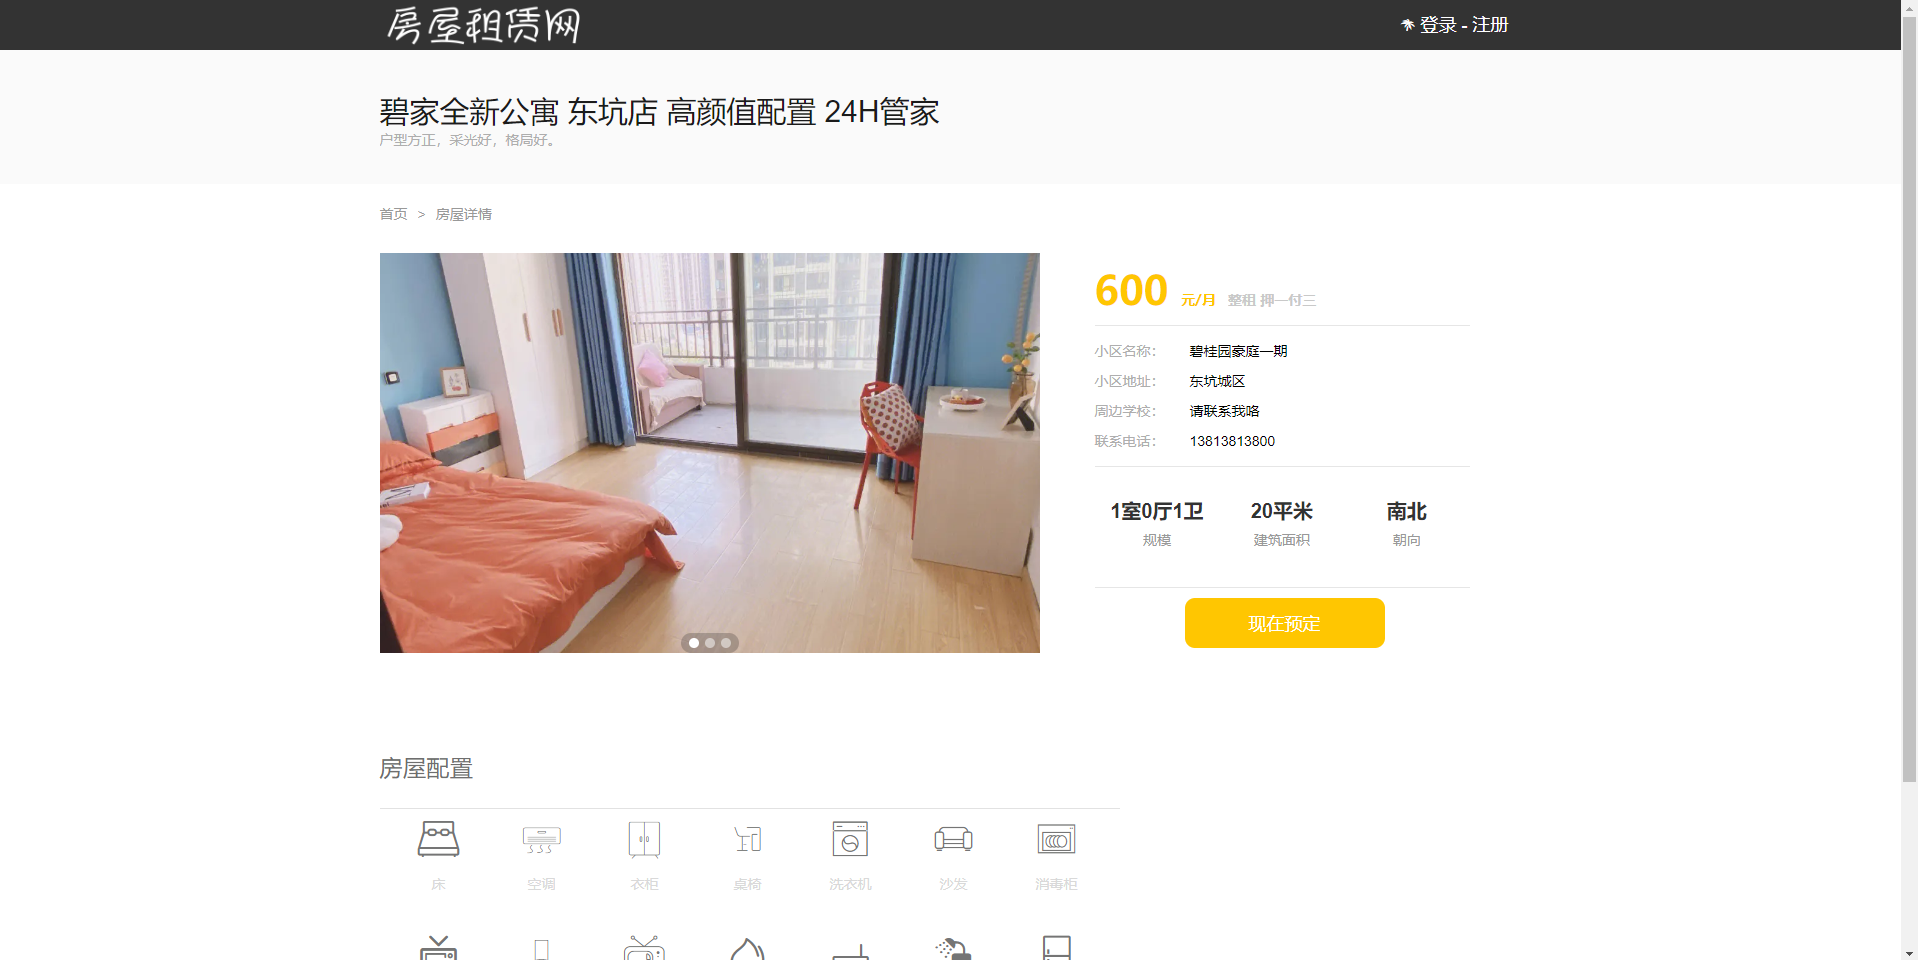 房屋租赁网
登录 - 注册
碧家全新公寓 东坑店 高颜值配置 24H管家
户型方正，采光好，格局好。
首页 > 房屋详情
600 元/月 整租 押一付三
小区名称： 碧桂园豪庭一期
小区地址： 东坑城区
周边学校： 请联系我咯
联系电话： 13813813800
1室0厅1卫 20平米 南北
规模 建筑面积 朝向
现在预定
房屋配置
床 空调 衣柜 桌椅 洗衣机 沙发 消毒柜